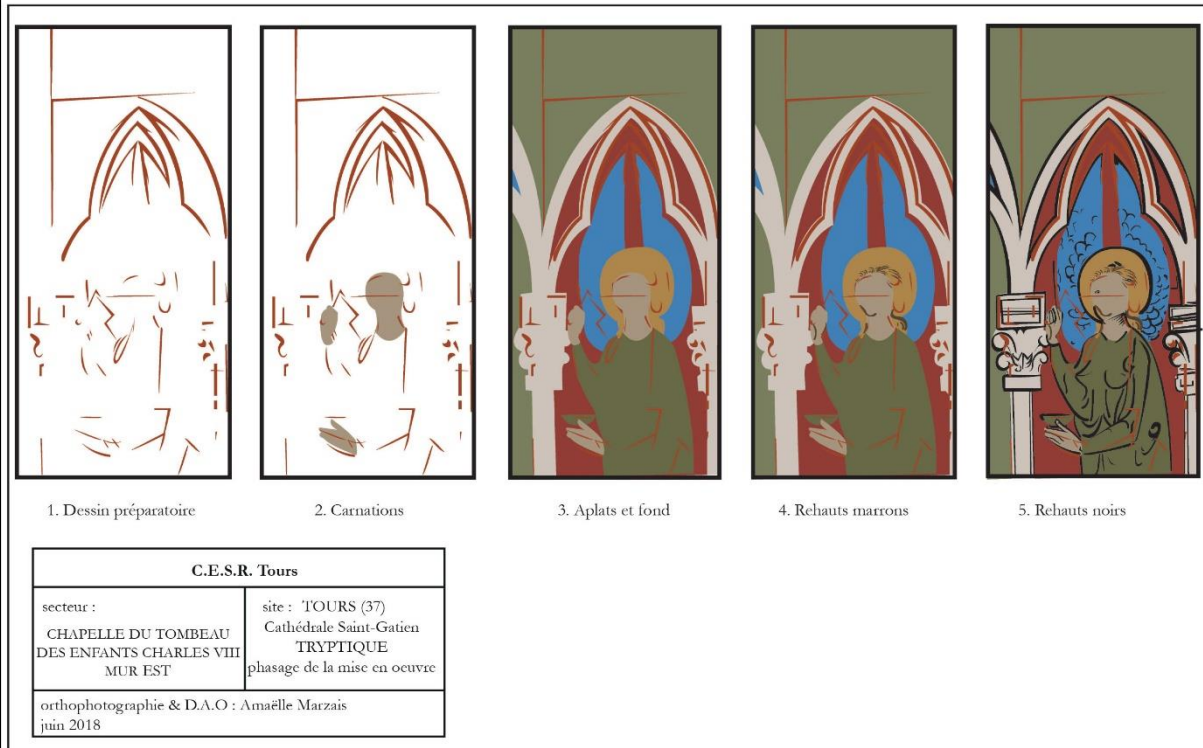 1. Dessin préparatoire
2. Carnations
3. Aplats et fond
4. Rehauts marrons
5. Rehauts noirs
C.E.S.R. Tours
secteur :
CHAPELLE DU TOMBEAU
DES ENFANTS CHARLES VIII
MUR EST
site : TOURS (37)
Cathédrale Saint-Gatien
TRYPTIQUE
phasage de la mise en oeuvre
orthophotographie & D.A.O : Amaëlle Marzais
juin 2018